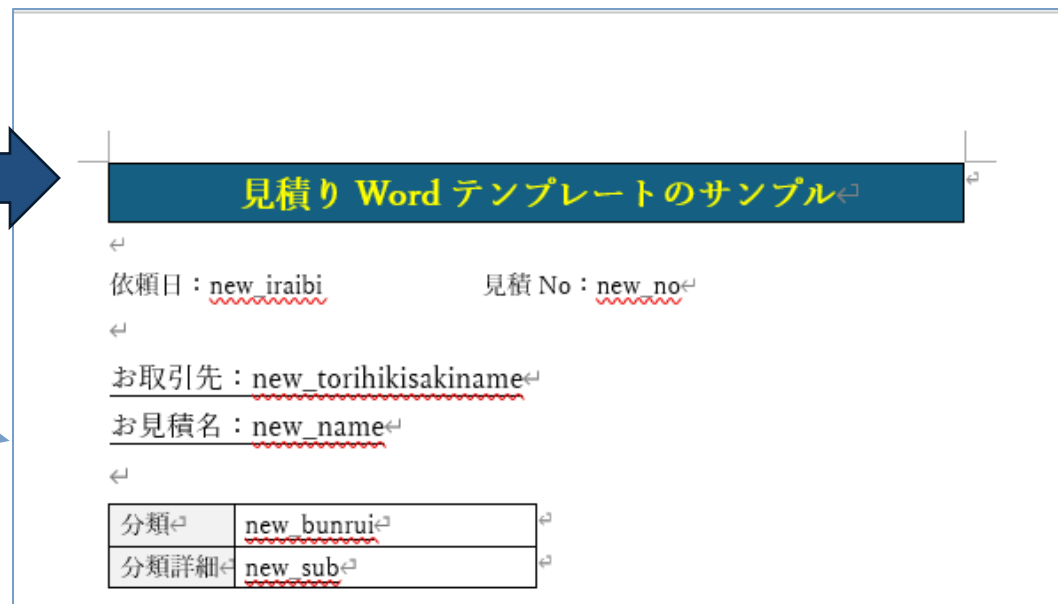 見積り Word テンプレートのサンプル
依頼日：new_iraibi 見積 No：new_no
お取引先：new_torihikisakiname
お見積名：new_name
分類 new_bunrui
分類詳細 new_sub